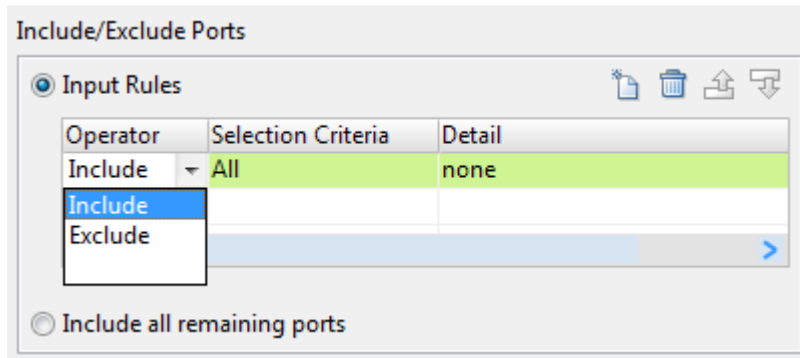 Include/Exclude Ports
Input Rules
Operator Selection Criteria Detail
Include All none
Include
Exclude
Include all remaining ports